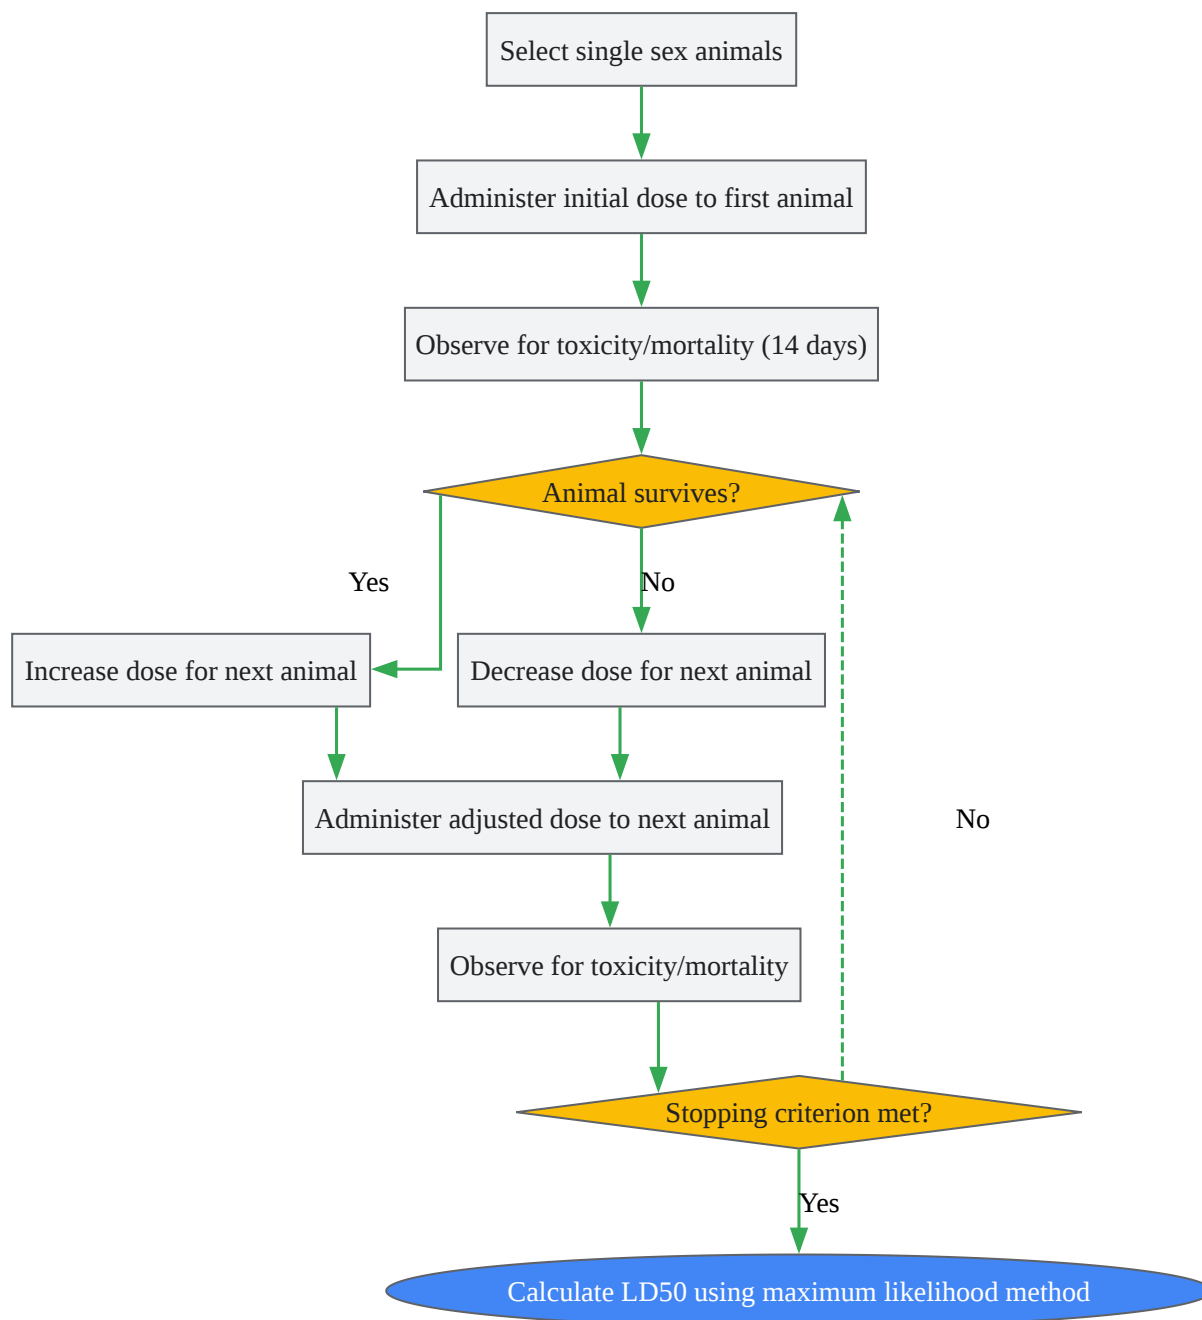 Select single sex animals
Administer initial dose to first animal
Observe for toxicity/mortality (14 days)
Animal survives?
Yes
No
Increase dose for next animal
Decrease dose for next animal
Administer adjusted dose to next animal
No
Observe for toxicity/mortality
Stopping criterion met?
Yes
Calculate LD50 using maximum likelihood method